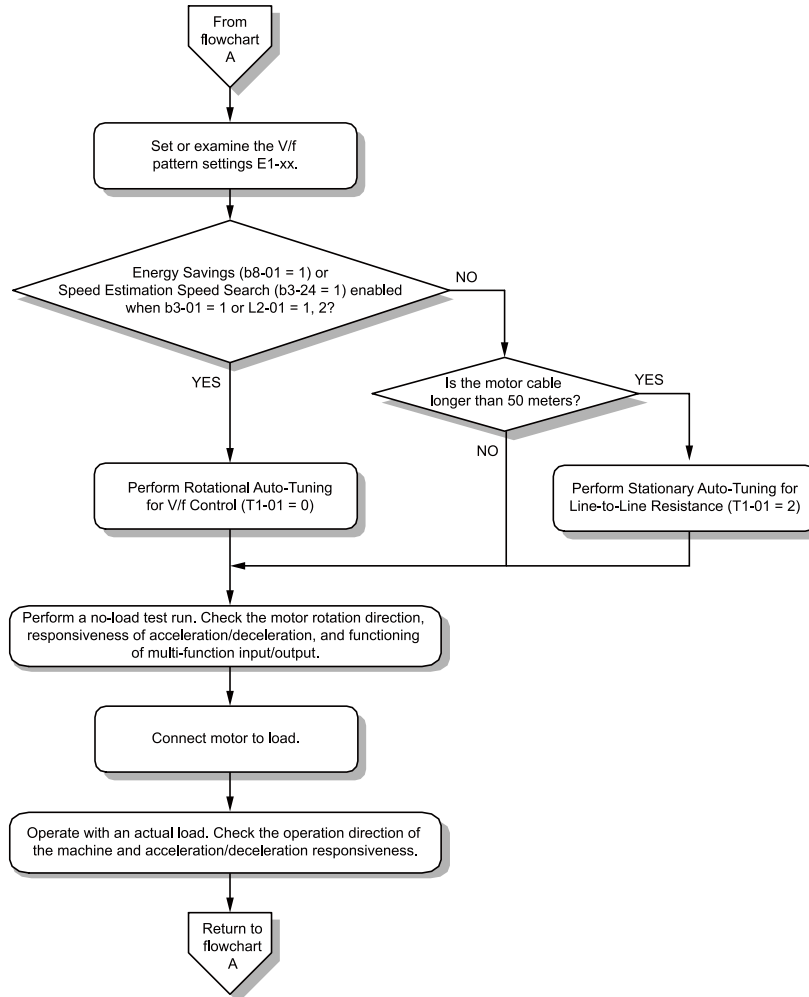 From
flowchart
A
Set or examine the V/f
pattern settings E1-xx.
Energy Savings (b8-01 = 1) or
Speed Estimation Speed Search (b3-24 = 1) enabled
when b3-01 = 1 or L2-01 = 1, 2?
NO
YES
Is the motor cable
longer than 50 meters?
YES
NO
Perform Rotational Auto-Tuning
for V/f Control (T1-01 = 0)
Perform Stationary Auto-Tuning for
Line-to-Line Resistance (T1-01 = 2)
Perform a no-load test run. Check the motor rotation direction,
responsiveness of acceleration/deceleration, and functioning
of multi-function input/output.
Connect motor to load.
Operate with an actual load. Check the operation direction of
the machine and acceleration/deceleration responsiveness.
Return to
flowchart
A